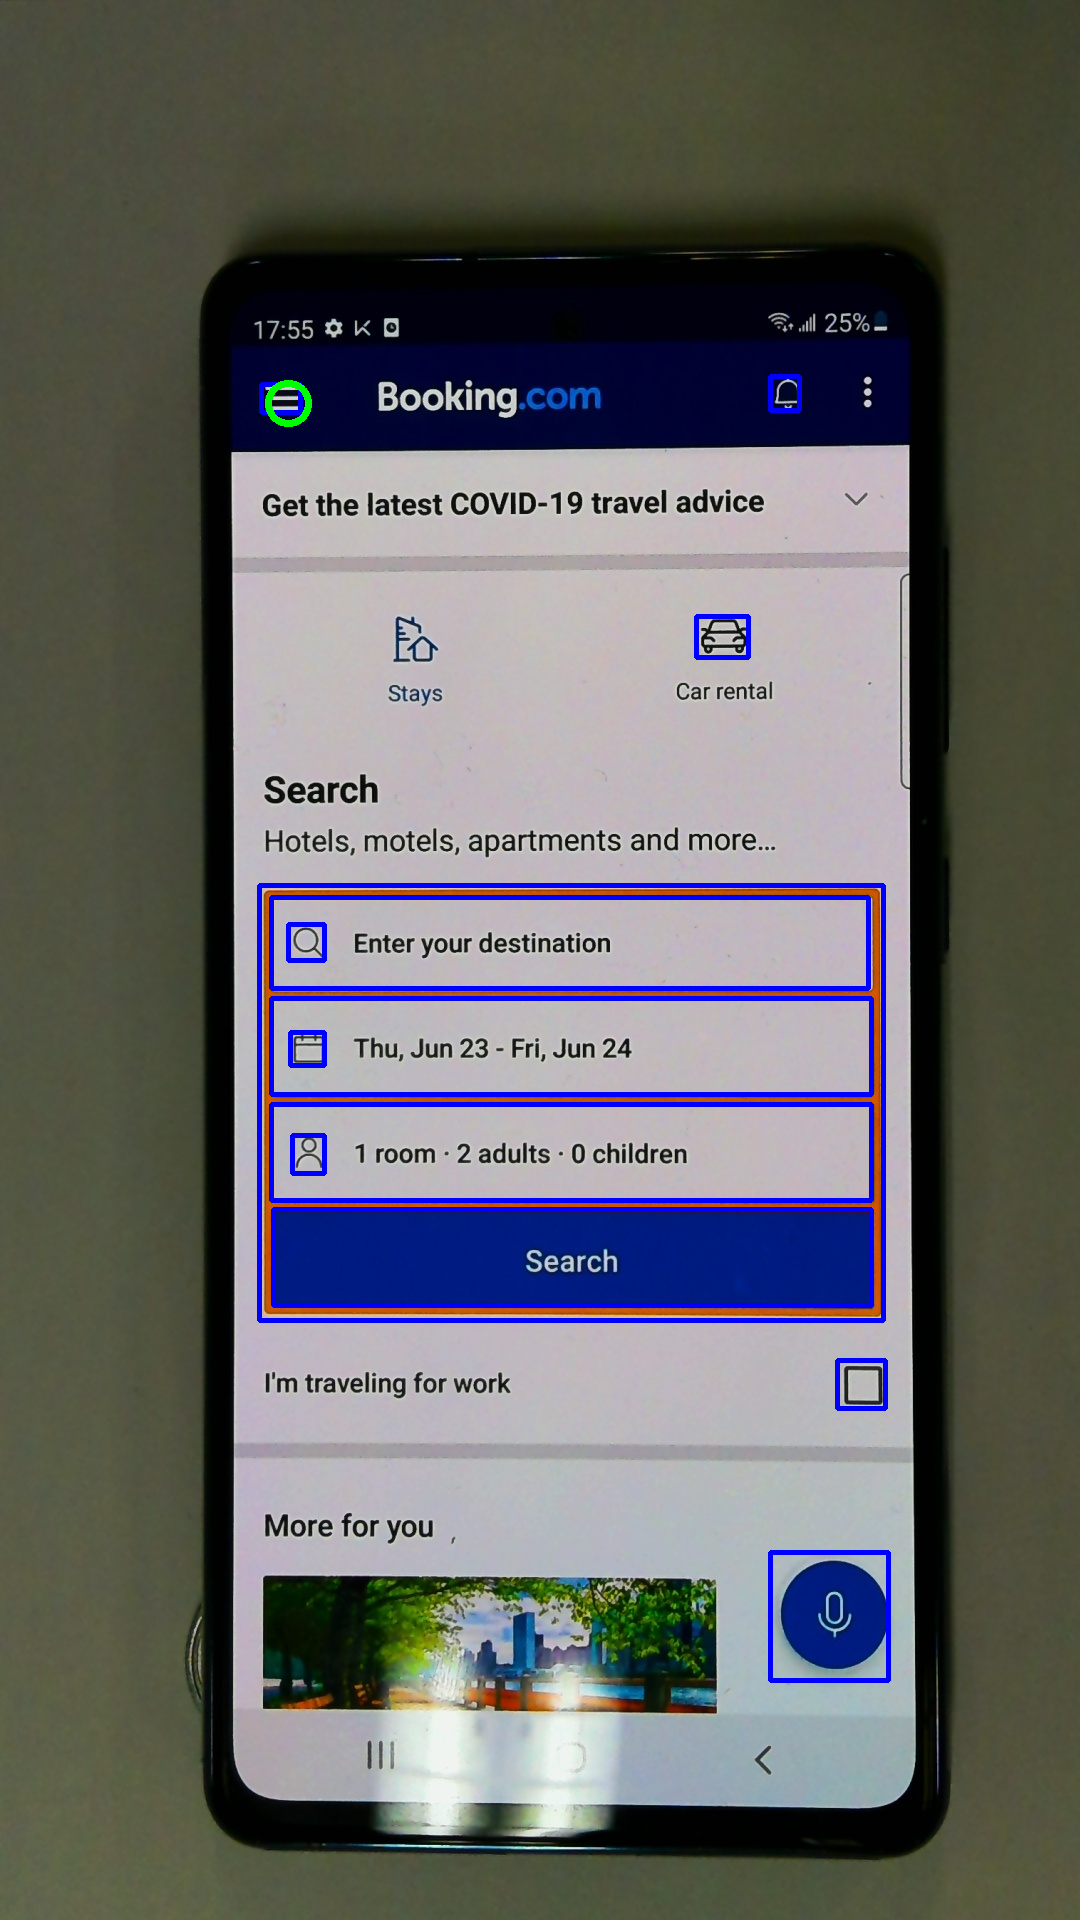 17:55 25%
Booking.com
Get the latest COVID-19 travel advice
Stays Car rental
Search
Hotels, motels, apartments and more...
Enter your destination
Thu, Jun 23 - Fri, Jun 24
1 room · 2 adults · 0 children
Search
I'm traveling for work
More for you